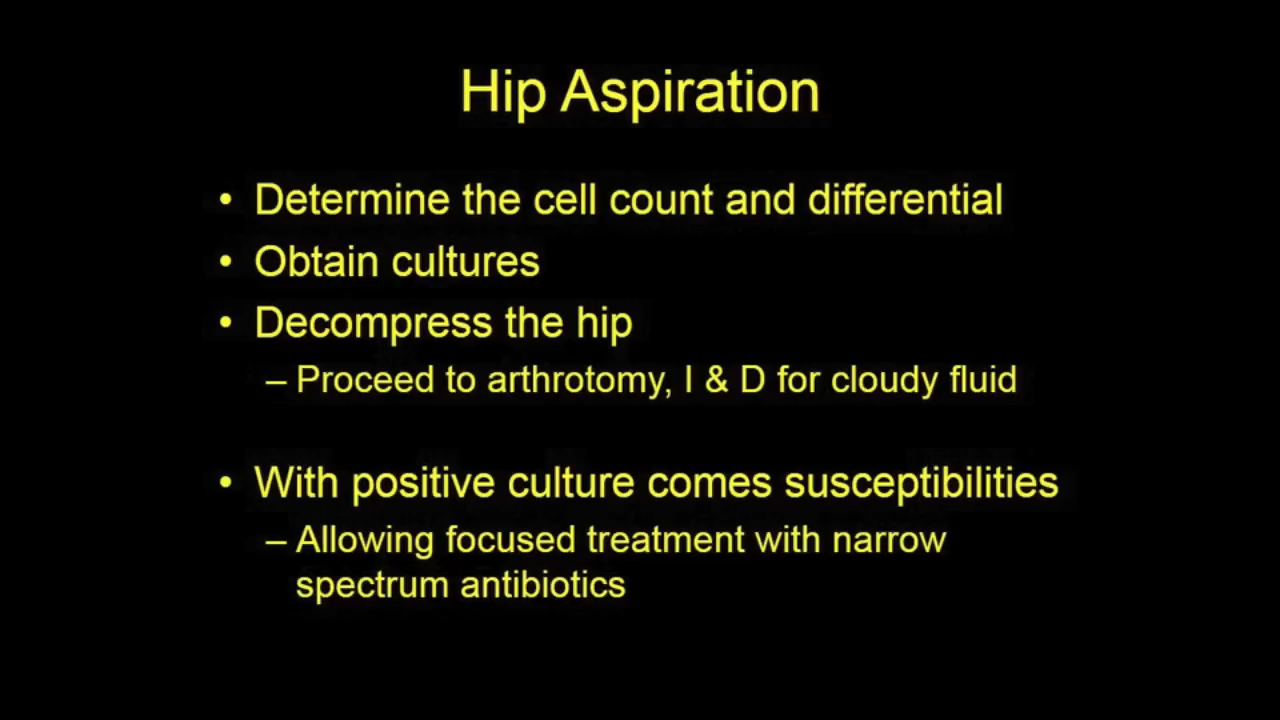 Hip Aspiration
• Determine the cell count and differential
• Obtain cultures
• Decompress the hip
– Proceed to arthrotomy, I & D for cloudy fluid
• With positive culture comes susceptibilities
– Allowing focused treatment with narrow
spectrum antibiotics